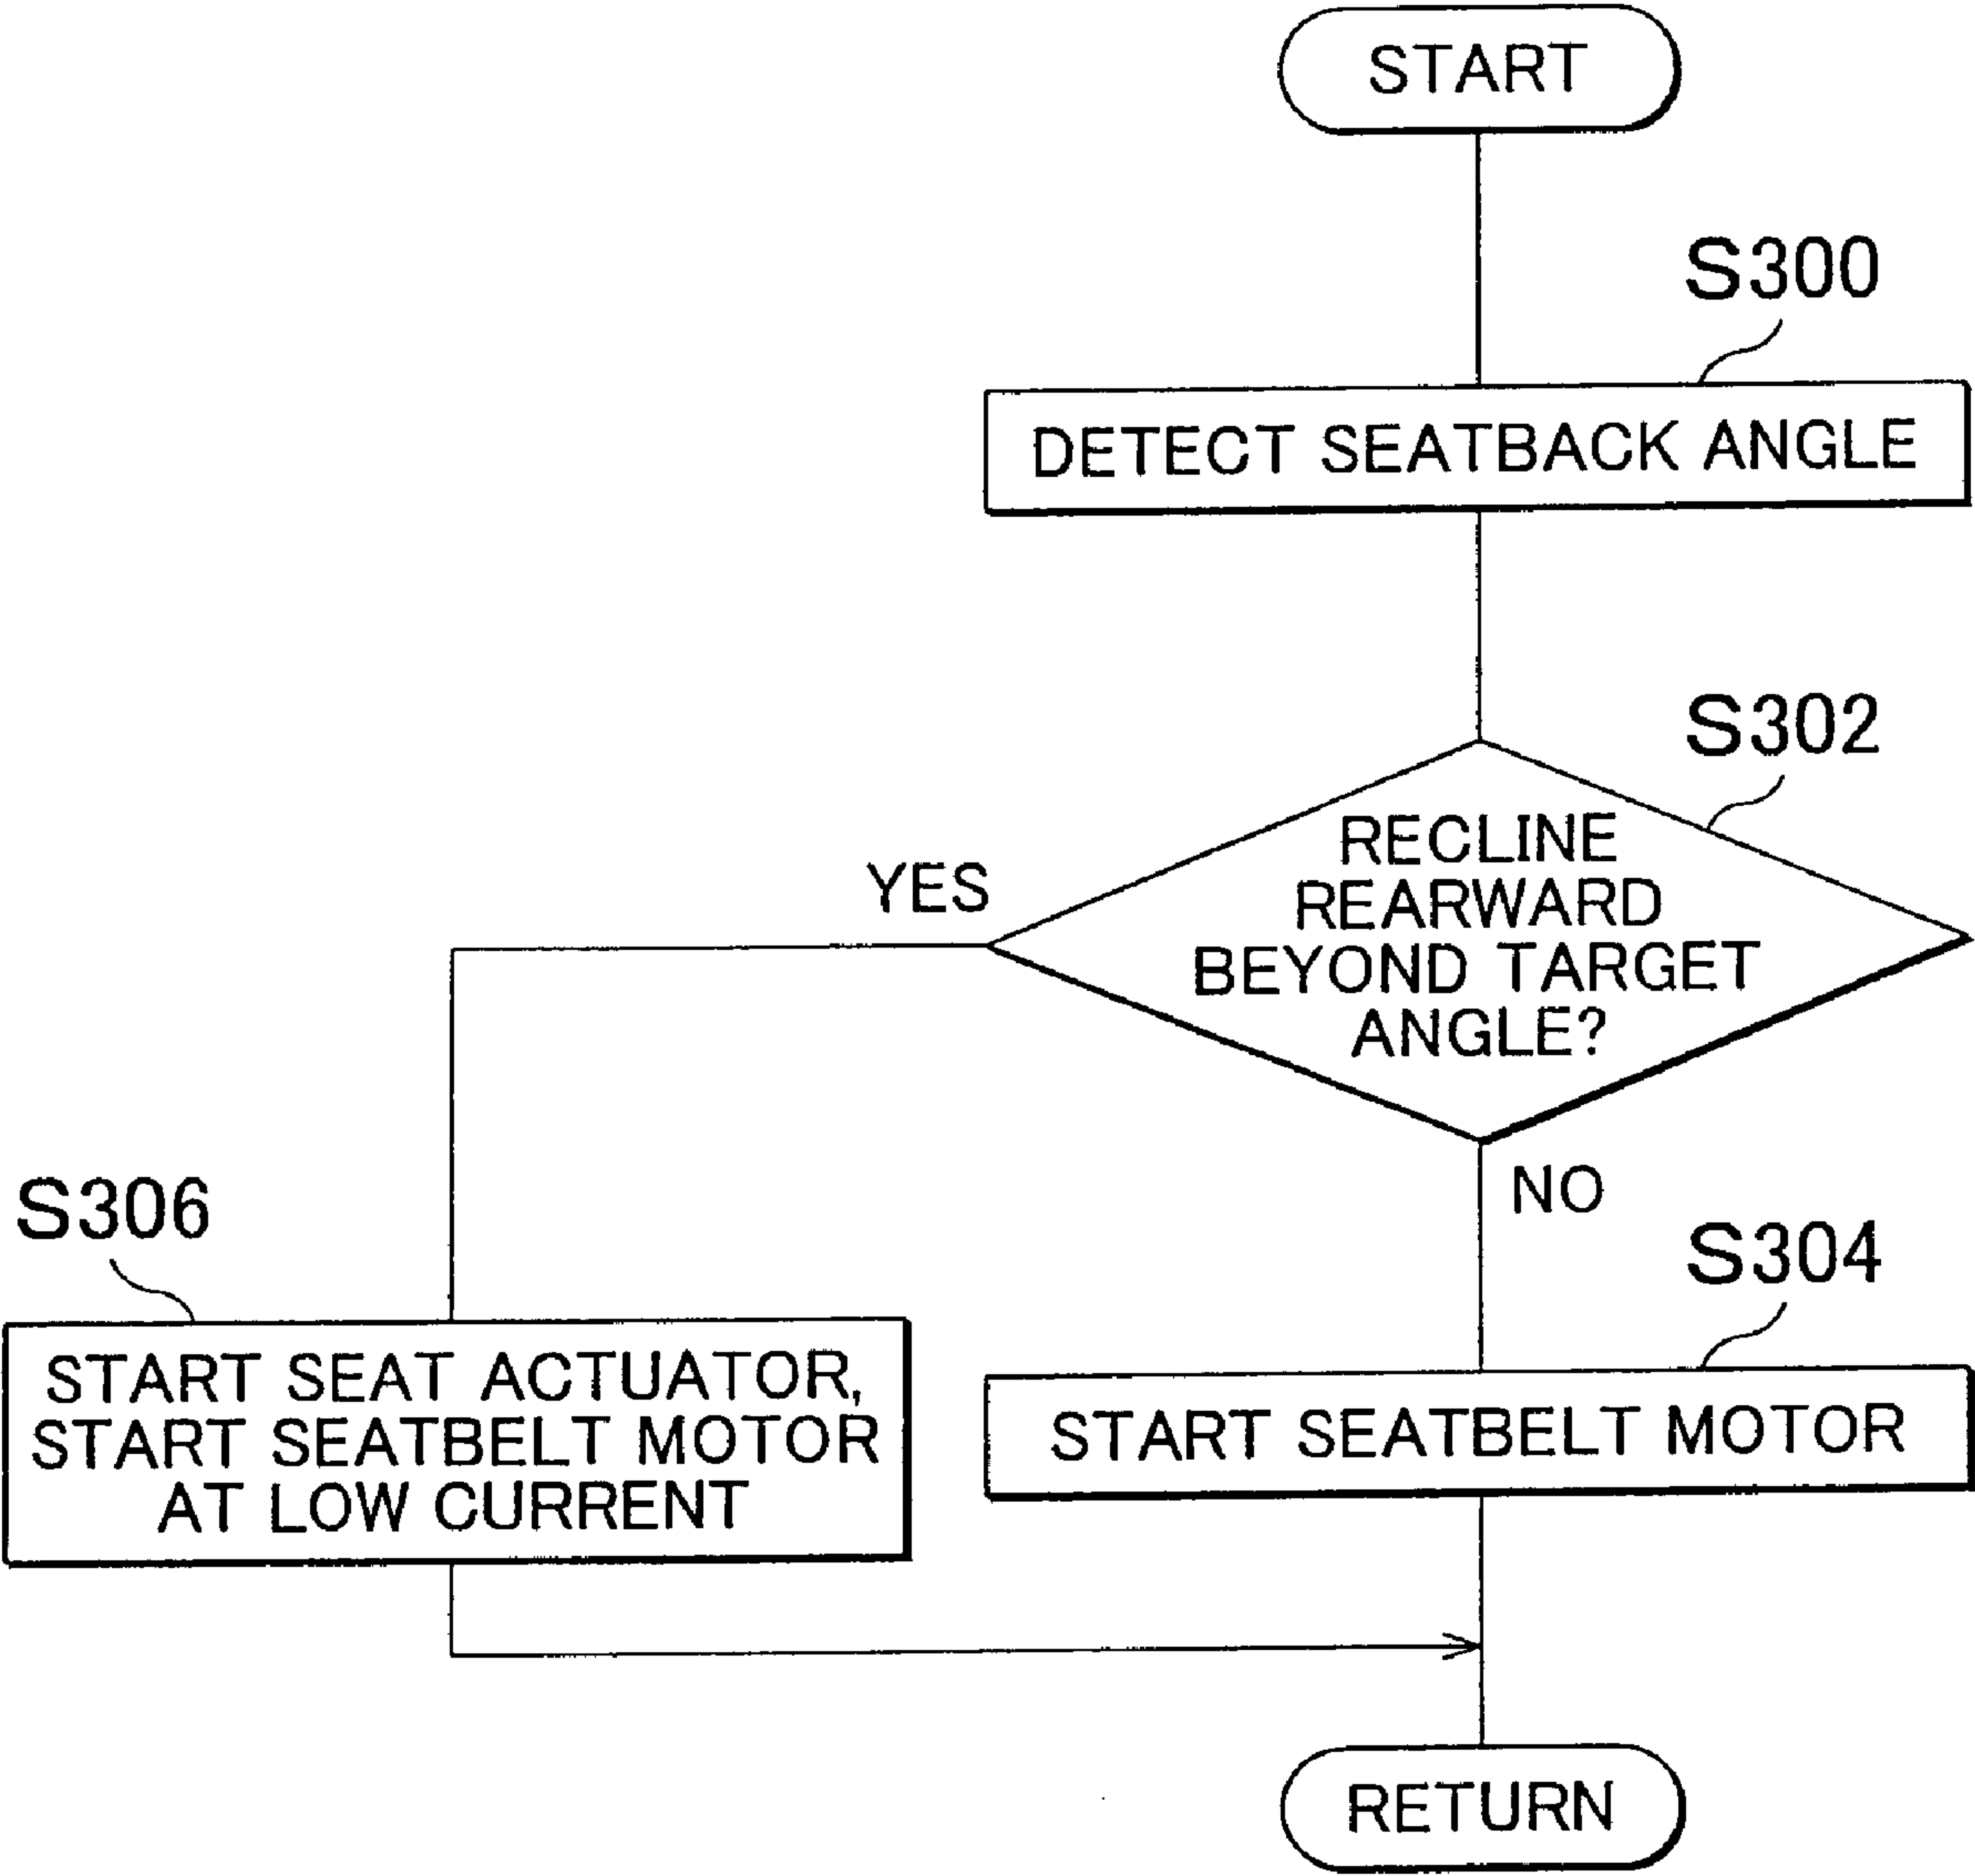 START
S300
DETECT SEATBACK ANGLE
S302
RECLINE
REARWARD
BEYOND TARGET
ANGLE?
YES
NO
S306
START SEAT ACTUATOR,
START SEATBELT MOTOR
AT LOW CURRENT
S304
START SEATBELT MOTOR
RETURN